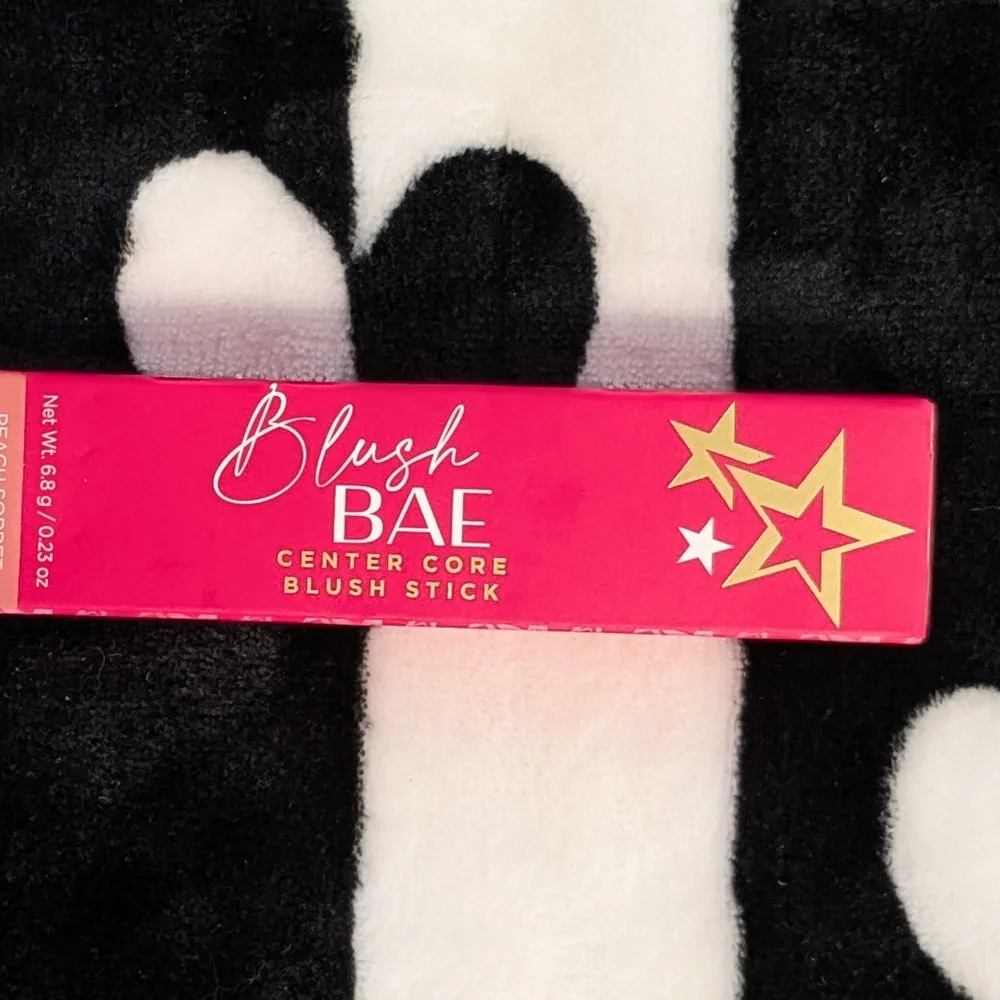 Blush
BAE
CENTER CORE
BLUSH STICK
Net Wt. 6.8 g / 0.23 oz